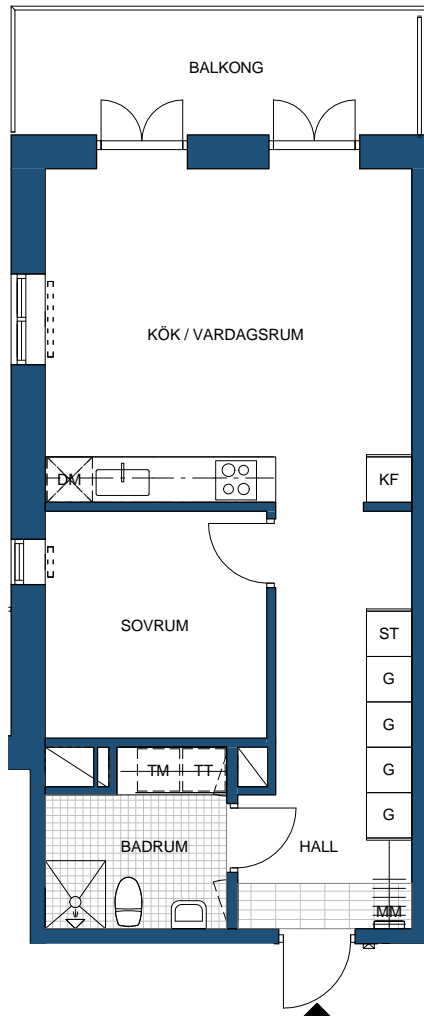 BALKONG
KÖK / VARDAGSRUM
DM
KF
SOVRUM
ST
G
G
G
G
TM
TT
BADRUM
HALL
MM